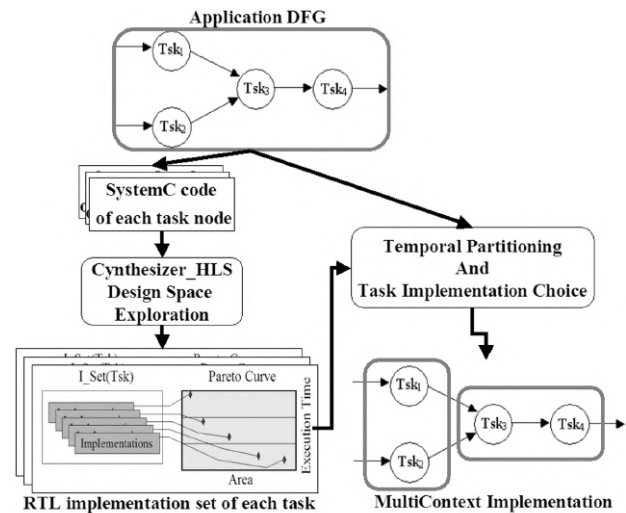 Application DFG
Tsk1
Tsk2
Tsk3
Tsk4
SystemC code
of each task node
Cynthesizer_HLS
Design Space
Exploration
Temporal Partitioning
And
Task Implementation Choice
I_Set(Tsk)
Pareto Curve
Implementations
Execution Time
Area
RTL implementation set of each task
Tsk1
Tsk2
Tsk3
Tsk4
MultiContext Implementation